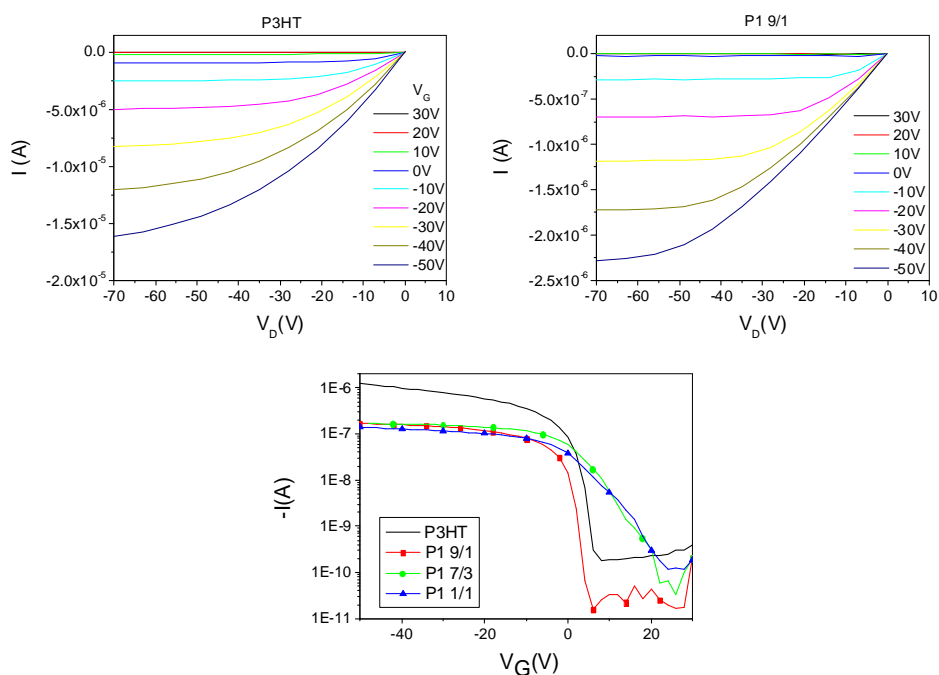 P3HT
0.0
-5.0x10⁻⁶
-1.0x10⁻⁵
-1.5x10⁻⁵
-2.0x10⁻⁵
I (A)
V_G
30V
20V
10V
0V
-10V
-20V
-30V
-40V
-50V
-70 -60 -50 -40 -30 -20 -10 0 10
V_D(V)
P1 9/1
0.0
-5.0x10⁻⁷
-1.0x10⁻⁶
-1.5x10⁻⁶
-2.0x10⁻⁶
-2.5x10⁻⁶
I (A)
30V
20V
10V
0V
-10V
-20V
-30V
-40V
-50V
-70 -60 -50 -40 -30 -20 -10 0 10
V_D(V)
1E-6
1E-7
1E-8
1E-9
1E-10
1E-11
-I(A)
P3HT
P1 9/1
P1 7/3
P1 1/1
-40 -20 0 20
V_G(V)